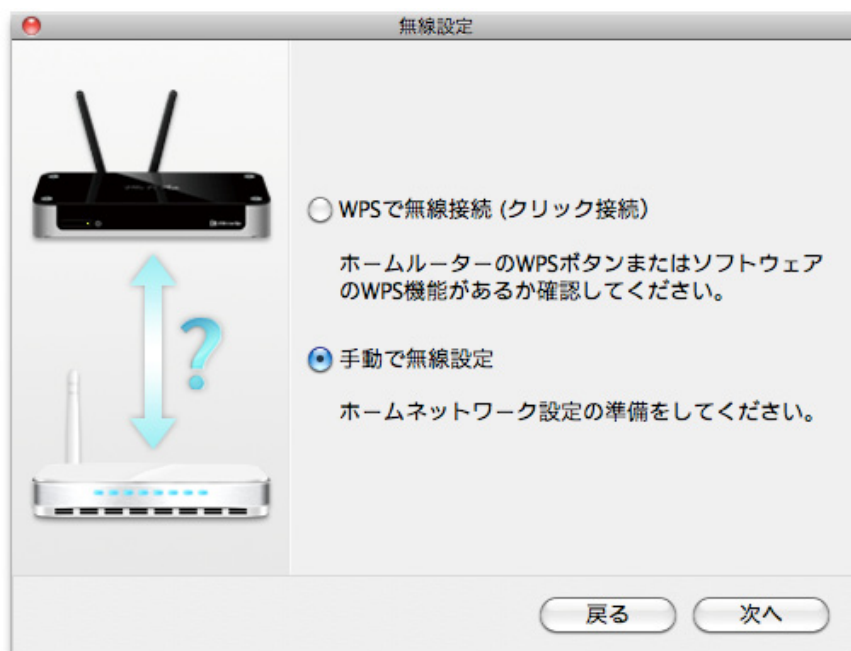 無線設定
WPSで無線接続 (クリック接続)
ホームルーターのWPSボタンまたはソフトウェア
のWPS機能があるか確認してください。
手動で無線設定
ホームネットワーク設定の準備をしてください。
戻る
次へ